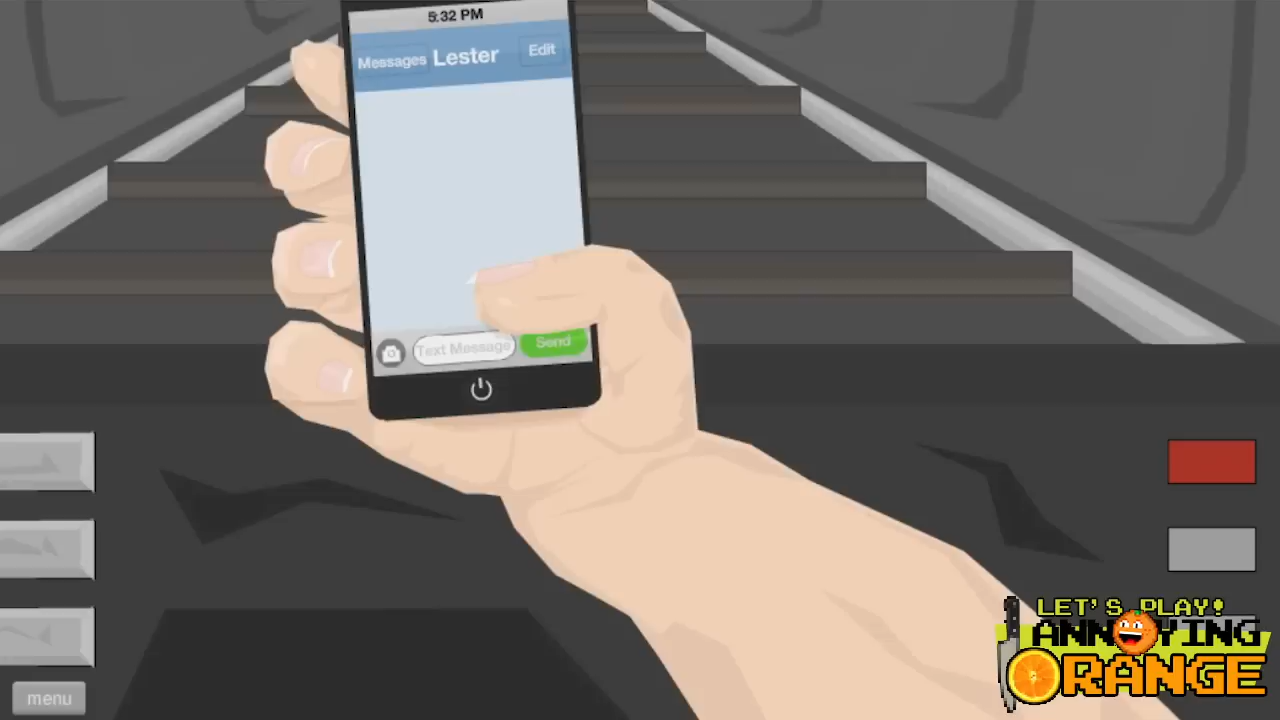 5:32 PM
Messages Lester Edit
Text Message Send
menu
LET'S PLAY!
ANNOYING
ORANGE